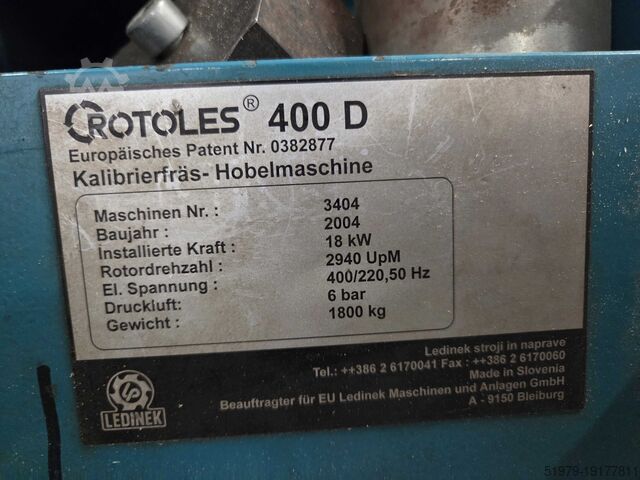 ROTOLES® 400 D
Europäisches Patent Nr. 0382877
Kalibrierfräs- Hobelmaschine
Maschinen Nr. : 3404
Baujahr : 2004
Installierte Kraft : 18 kW
Rotordrehzahl : 2940 UpM
El. Spannung : 400/220,50 Hz
Druckluft: 6 bar
Gewicht : 1800 kg
Ledinek stroji in naprave
Tel.: ++386 2 6170041 Fax : ++386 2 6170060
Made in Slovenia
Beauftragter für EU Ledinek Maschinen und Anlagen GmbH
A - 9150 Bleiburg
LEDINEK
51979-19177811